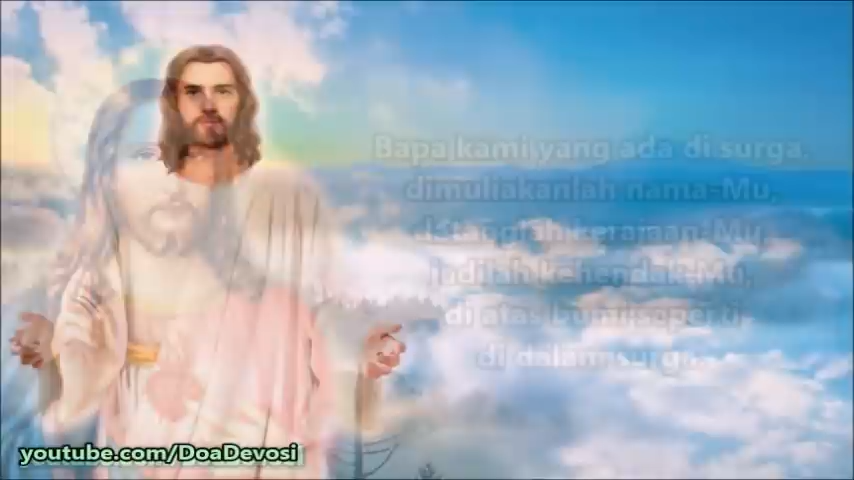 Bapa kami yang ada di surga,
dimuliakanlah nama-Mu,
datanglah kerajaan-Mu,
jadilah kehendak-Mu,
di atas bumi seperti
di dalam surga.
youtube.com/DoaDevosi